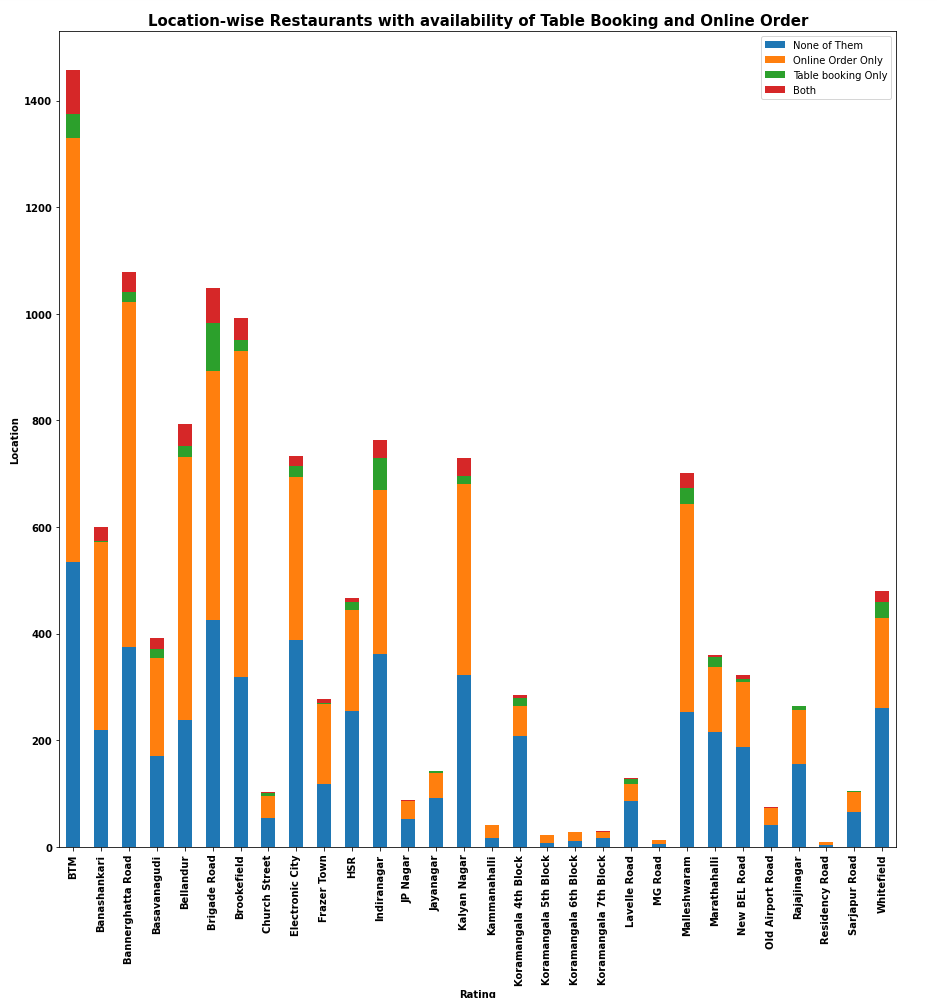 Location-wise Restaurants with availability of Table Booking and Online Order
None of Them
Online Order Only
Table booking Only
Both
1400
1200
1000
800
600
400
200
0
Location
BTM
Banashankari
Bannerghatta Road
Basavanagudi
Bellandur
Brigade Road
Brookefield
Church Street
Electronic City
Frazer Town
HSR
Indiranagar
JP Nagar
Jayanagar
Kalyan Nagar
Kammanahalli
Koramangala 4th Block
Koramangala 5th Block
Koramangala 6th Block
Koramangala 7th Block
Lavelle Road
MG Road
Malleshwaram
Marathahalli
New BEL Road
Old Airport Road
Rajajinagar
Residency Road
Sarjapur Road
Whitefield
Rating